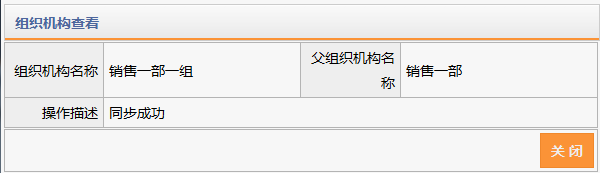 组织机构查看
组织机构名称 销售一部一组 父组织机构名
称 销售一部
操作描述 同步成功
关 闭